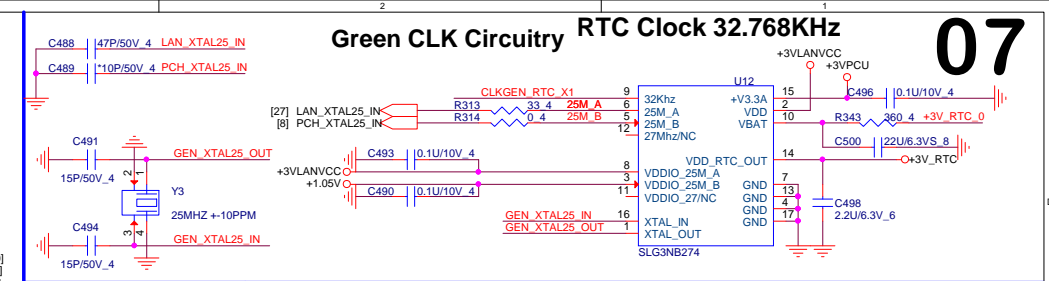 2
1
Green CLK Circuitry
RTC Clock 32.768KHz
07
C488
47P/50V_4
LAN_XTAL25_IN
C489
*10P/50V_4
PCH_XTAL25_IN
+3VLANVCC
+3VPCU
U12
CLKGEN_RTC_X1
9
32Khz
+V3.3A
15
C496
0.1U/10V_4
[27] LAN_XTAL25_IN
R313
33_4
25M_A
6
25M_A
VDD
2
[8] PCH_XTAL25_IN
R314
0_4
25M_B
5
25M_B
VBAT
10
R343
360_4
+3V_RTC_0
12
27Mhz/NC
C500
22U/6.3VS_8
C491
15P/50V_4
GEN_XTAL25_OUT
C493
0.1U/10V_4
VDD_RTC_OUT
14
+3V_RTC
+3VLANVCC
8
VDDIO_25M_A
+1.05V
3
VDDIO_25M_B
GND
7
C490
0.1U/10V_4
11
VDDIO_27/NC
GND
13
GND
4
GND
17
2
1
Y3
25MHZ +-10PPM
3
4
C498
2.2U/6.3V_6
GEN_XTAL25_IN
16
XTAL_IN
GEN_XTAL25_OUT
1
XTAL_OUT
C494
15P/50V_4
GEN_XTAL25_IN
SLG3NB274